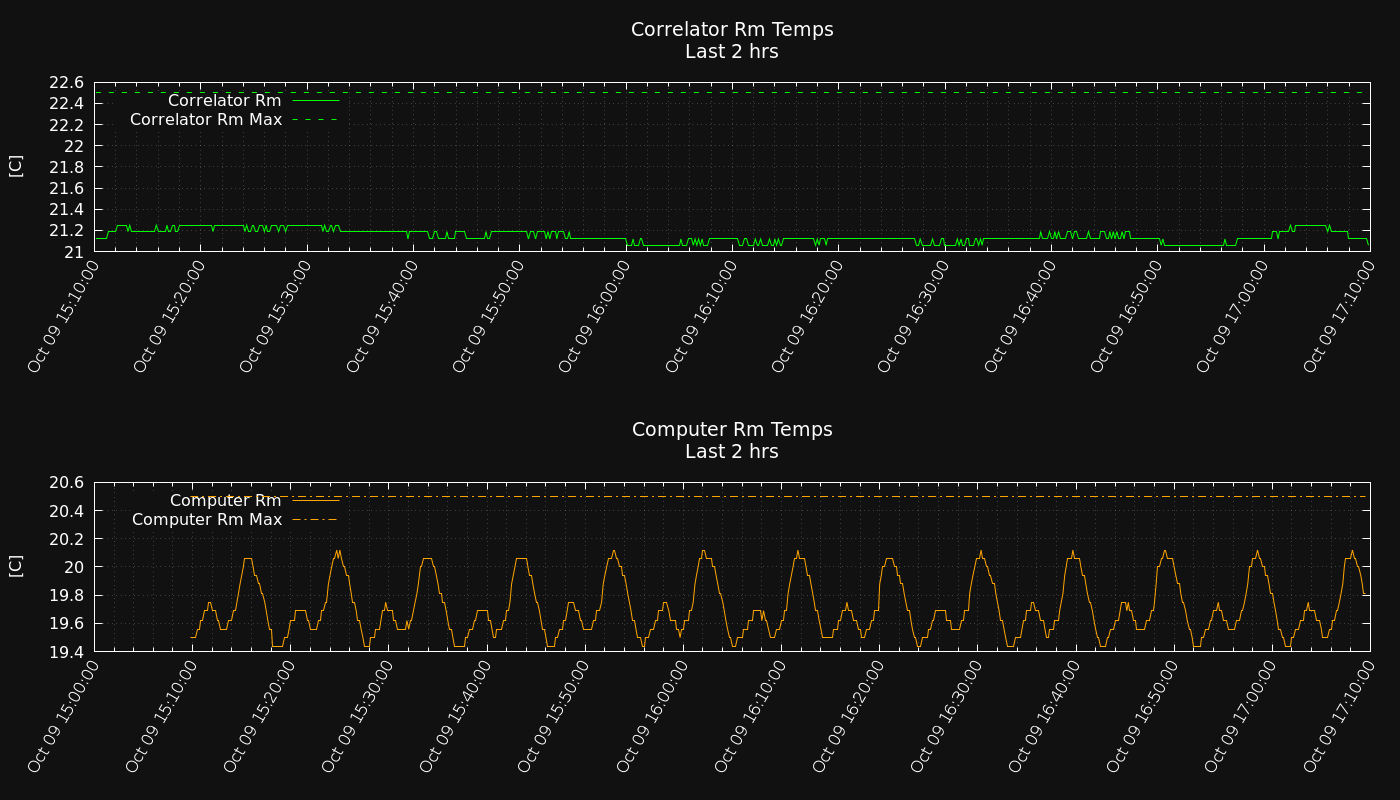 Correlator Rm Temps
Last 2 hrs
22.6
22.4
22.2
22
21.8
21.6
21.4
21.2
21
[C]
Correlator Rm
Correlator Rm Max
Oct 09 15:10:00
Oct 09 15:20:00
Oct 09 15:30:00
Oct 09 15:40:00
Oct 09 15:50:00
Oct 09 16:00:00
Oct 09 16:10:00
Oct 09 16:20:00
Oct 09 16:30:00
Oct 09 16:40:00
Oct 09 16:50:00
Oct 09 17:00:00
Oct 09 17:10:00
Computer Rm Temps
Last 2 hrs
20.6
20.4
20.2
20
19.8
19.6
19.4
[C]
Computer Rm
Computer Rm Max
Oct 09 15:00:00
Oct 09 15:10:00
Oct 09 15:20:00
Oct 09 15:30:00
Oct 09 15:40:00
Oct 09 15:50:00
Oct 09 16:00:00
Oct 09 16:10:00
Oct 09 16:20:00
Oct 09 16:30:00
Oct 09 16:40:00
Oct 09 16:50:00
Oct 09 17:00:00
Oct 09 17:10:00